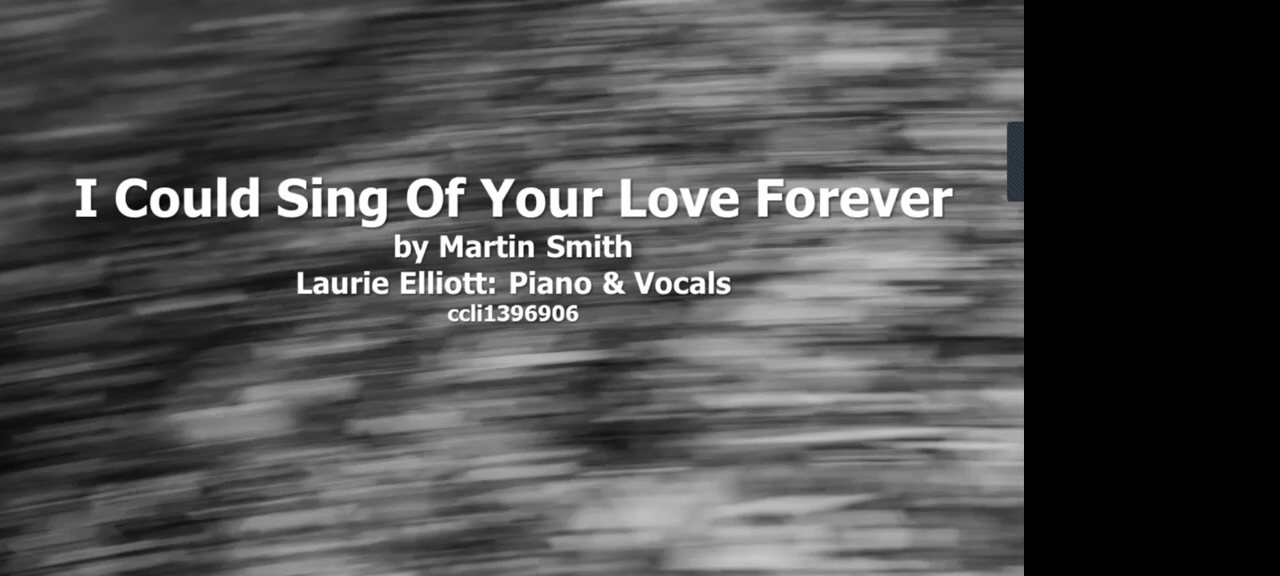 I Could Sing Of Your Love Forever
by Martin Smith
Laurie Elliott: Piano & Vocals
ccli1396906